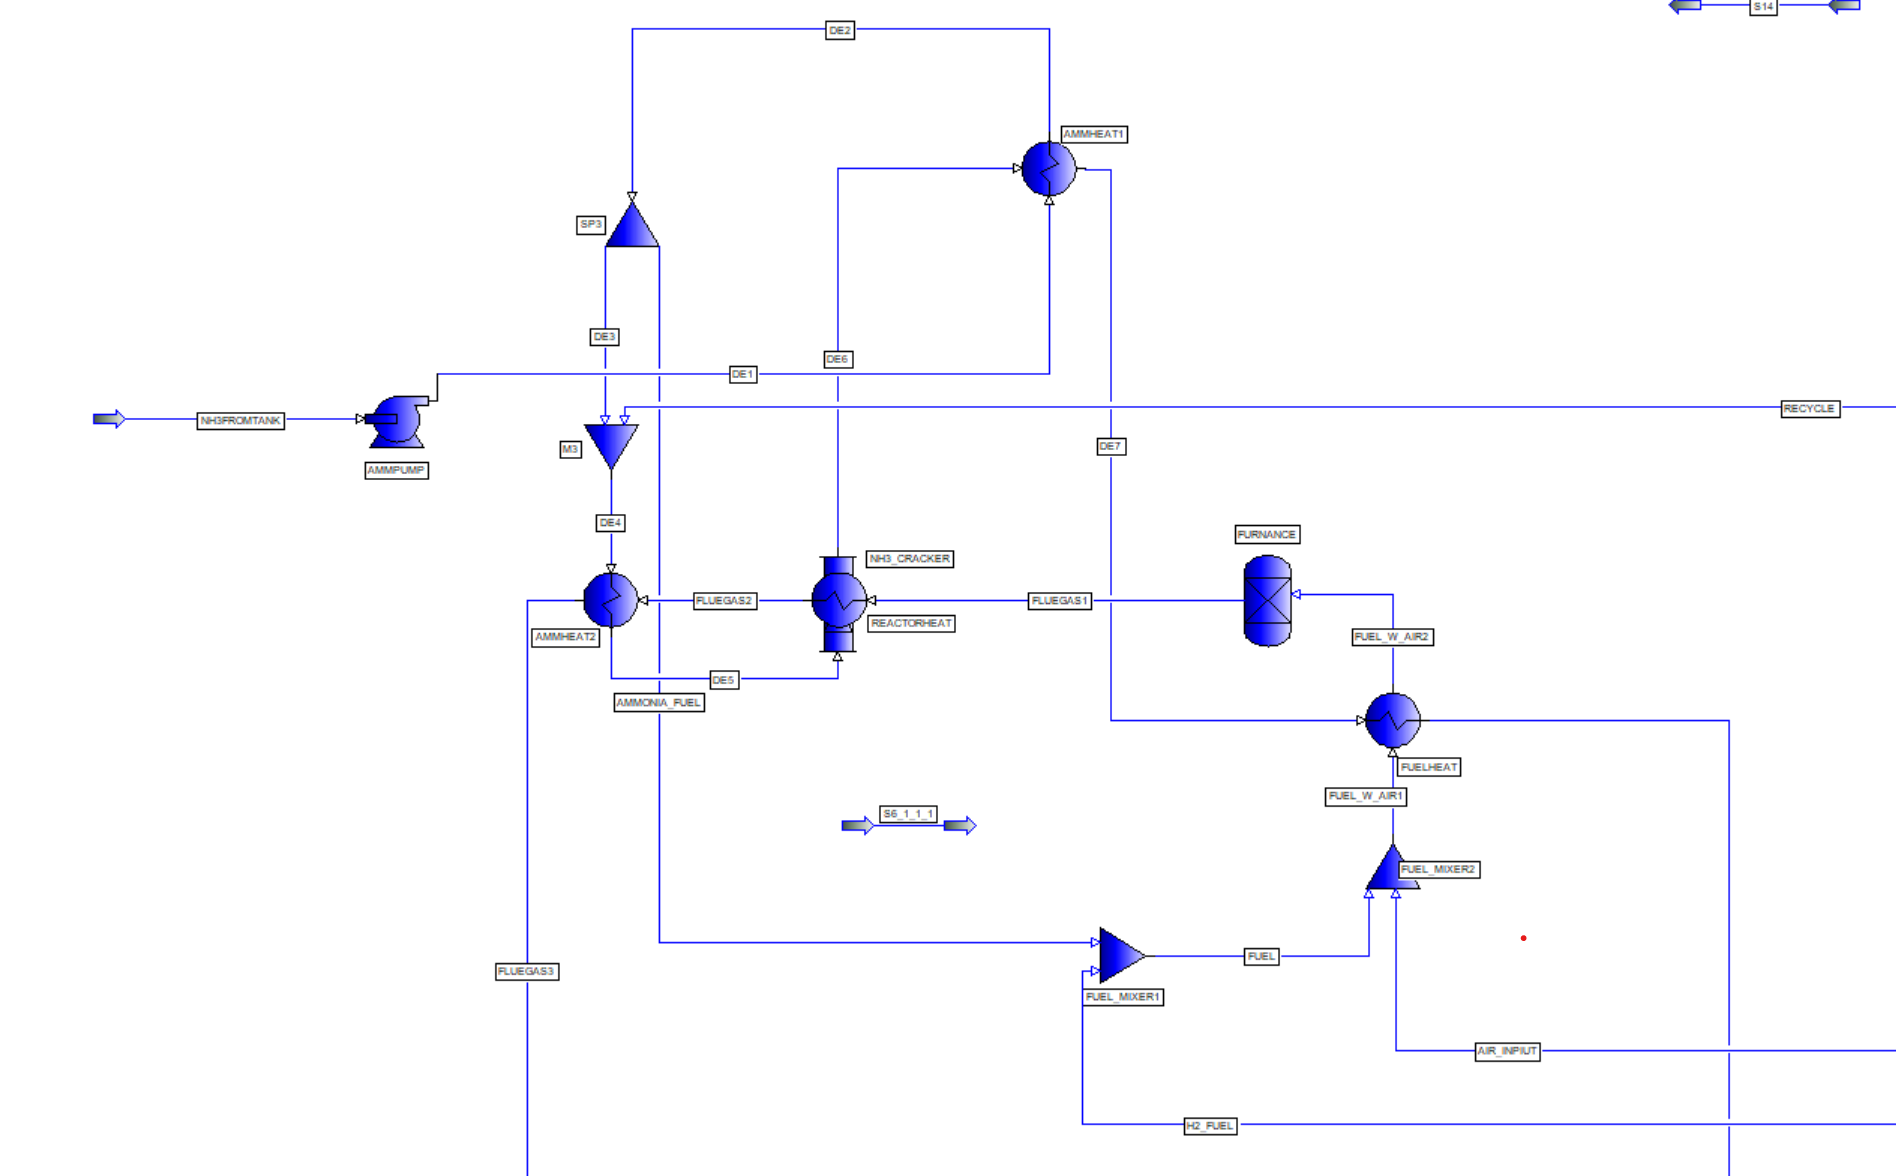 S14
DE2
AMMHEAT1
SP3
DE3
DE6
DE1
RECYCLE
NH3FROMTANK
DE7
M3
AMMPUMP
DE4
FURNANCE
NH3_CRACKER
FLUEGAS2
FLUEGAS1
REACTORHEAT
AMMHEAT2
FUEL_W_AIR2
DE5
AMMONIA_FUEL
FUELHEAT
FUEL_W_AIR1
S6_1_1_1
FUEL_MIXER2
FUEL
FLUEGAS3
FUEL_MIXER1
AIR_INPIUT
H2_FUEL